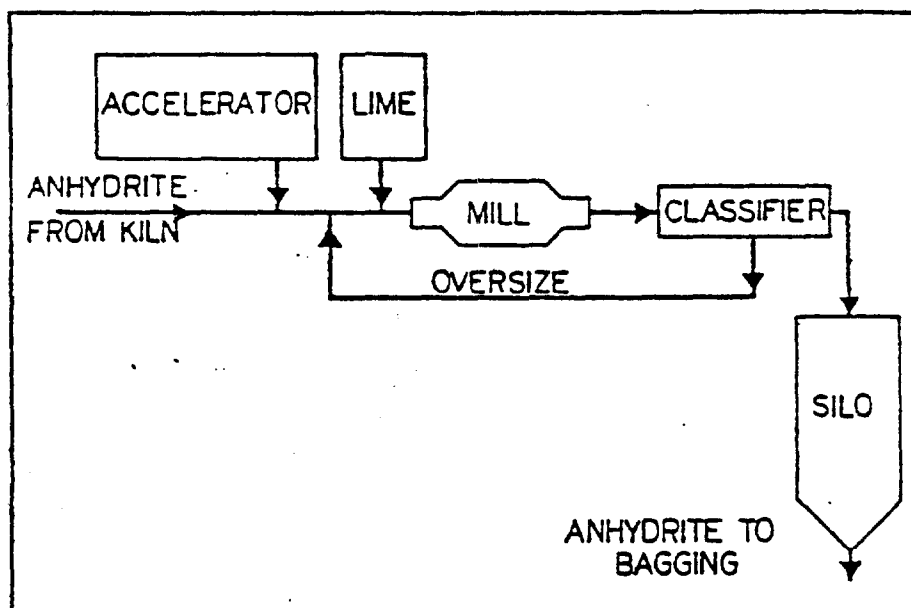 ACCELERATOR
LIME
ANHYDRITE
FROM KILN
MILL
CLASSIFIER
OVERSIZE
SILO
ANHYDRITE TO
BAGGING